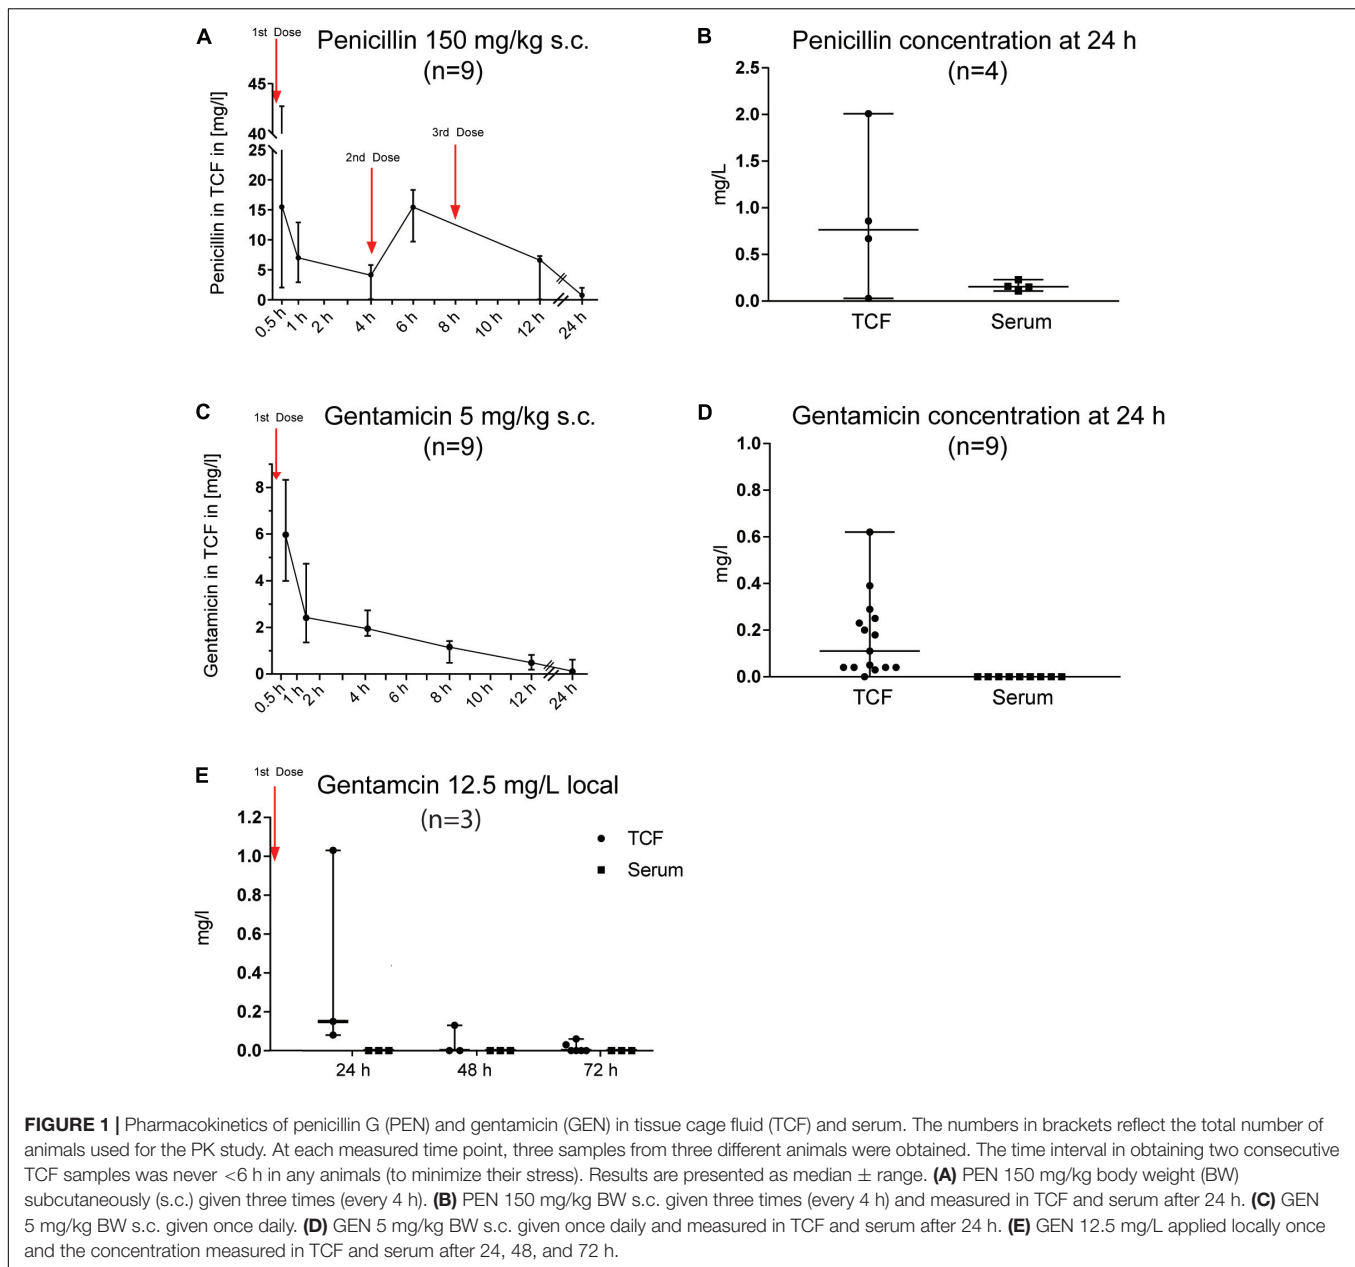 A
1st Dose
Penicillin 150 mg/kg s.c.
(n=9)
Penicillin in TCF in [mg/l]
45
40
25
20
15
10
5
0
2nd Dose
3rd Dose
0.5 h
1 h
2 h
4 h
6 h
8 h
10 h
12 h
24 h
B
Penicillin concentration at 24 h
(n=4)
mg/L
2.5
2.0
1.5
1.0
0.5
0.0
TCF
Serum
C
1st Dose
Gentamicin 5 mg/kg s.c.
(n=9)
Gentamicin in TCF in [mg/l]
8
6
4
2
0
0.5 h
1 h
2 h
4 h
6 h
8 h
10 h
12 h
24 h
D
Gentamicin concentration at 24 h
(n=9)
mg/l
1.0
0.8
0.6
0.4
0.2
0.0
TCF
Serum
E
1st Dose
Gentamcin 12.5 mg/L local
(n=3)
TCF
Serum
mg/l
1.2
1.0
0.8
0.6
0.4
0.2
0.0
24 h
48 h
72 h
FIGURE 1 | Pharmacokinetics of penicillin G (PEN) and gentamicin (GEN) in tissue cage fluid (TCF) and serum. The numbers in brackets reflect the total number of
animals used for the PK study. At each measured time point, three samples from three different animals were obtained. The time interval in obtaining two consecutive
TCF samples was never <6 h in any animals (to minimize their stress). Results are presented as median ± range. (A) PEN 150 mg/kg body weight (BW)
subcutaneously (s.c.) given three times (every 4 h). (B) PEN 150 mg/kg BW s.c. given three times (every 4 h) and measured in TCF and serum after 24 h. (C) GEN
5 mg/kg BW s.c. given once daily. (D) GEN 5 mg/kg BW s.c. given once daily and measured in TCF and serum after 24 h. (E) GEN 12.5 mg/L applied locally once
and the concentration measured in TCF and serum after 24, 48, and 72 h.